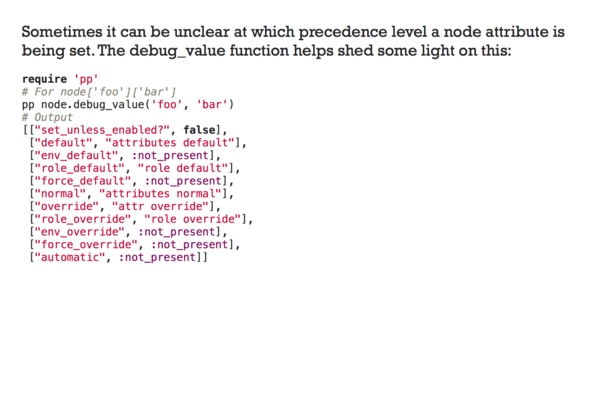 Sometimes it can be unclear at which precedence level a node attribute is
being set. The debug_value function helps shed some light on this:
require 'pp'
# For node['foo']['bar']
pp node.debug_value('foo', 'bar')
# Output
[["set_unless_enabled?", false],
 ["default", "attributes default"],
 ["env_default", :not_present],
 ["role_default", "role default"],
 ["force_default", :not_present],
 ["normal", "attributes normal"],
 ["override", "attr override"],
 ["role_override", "role override"],
 ["env_override", :not_present],
 ["force_override", :not_present],
 ["automatic", :not_present]]